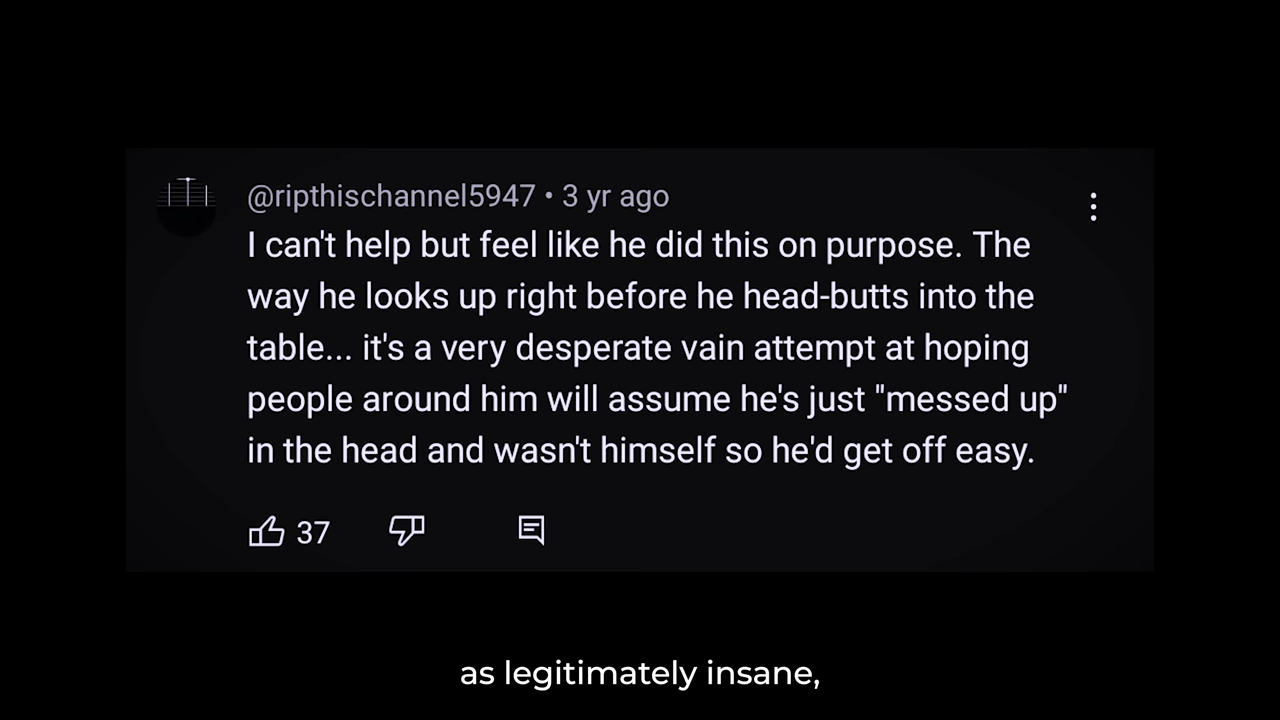 @ripthischannel5947 • 3 yr ago
I can't help but feel like he did this on purpose. The
way he looks up right before he head-butts into the
table... it's a very desperate vain attempt at hoping
people around him will assume he's just "messed up"
in the head and wasn't himself so he'd get off easy.
37
as legitimately insane,